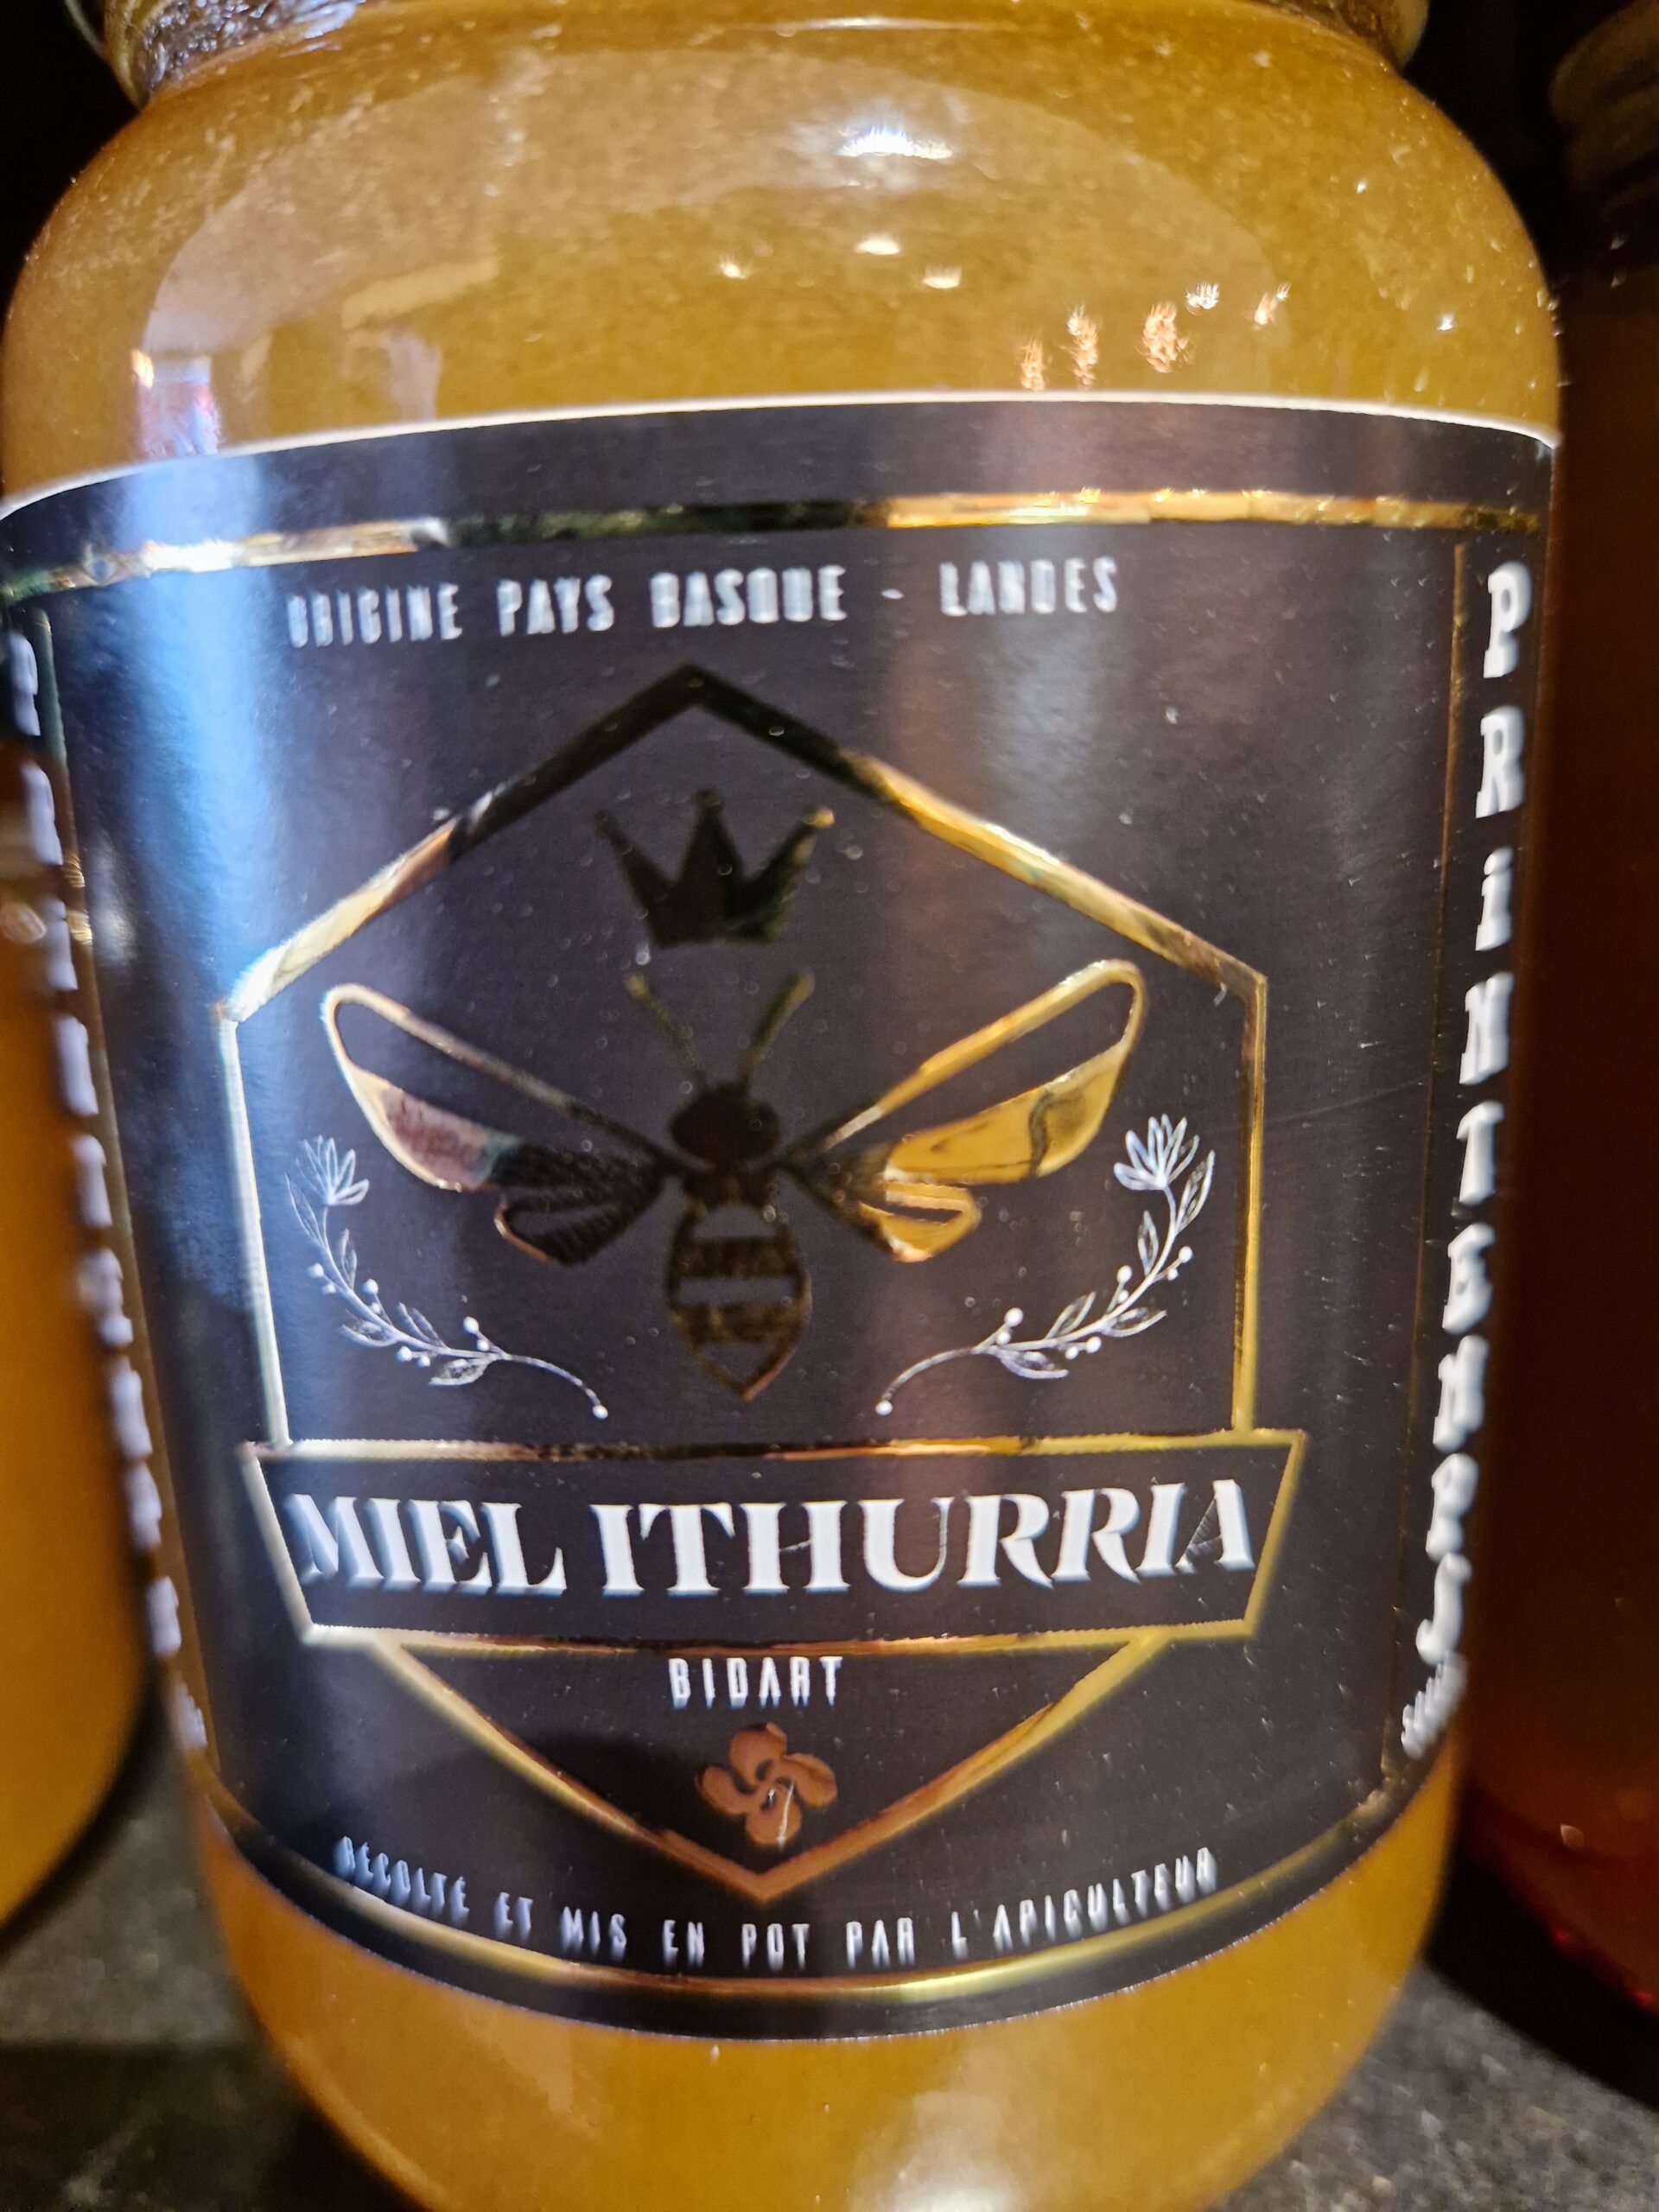 ORIGINE PAYS BASQUE - LANDES
MIEL ITHURRIA
BIDART
RÉCOLTÉ ET MIS EN POT PAR L'APICULTEUR
PRiNTEMPS